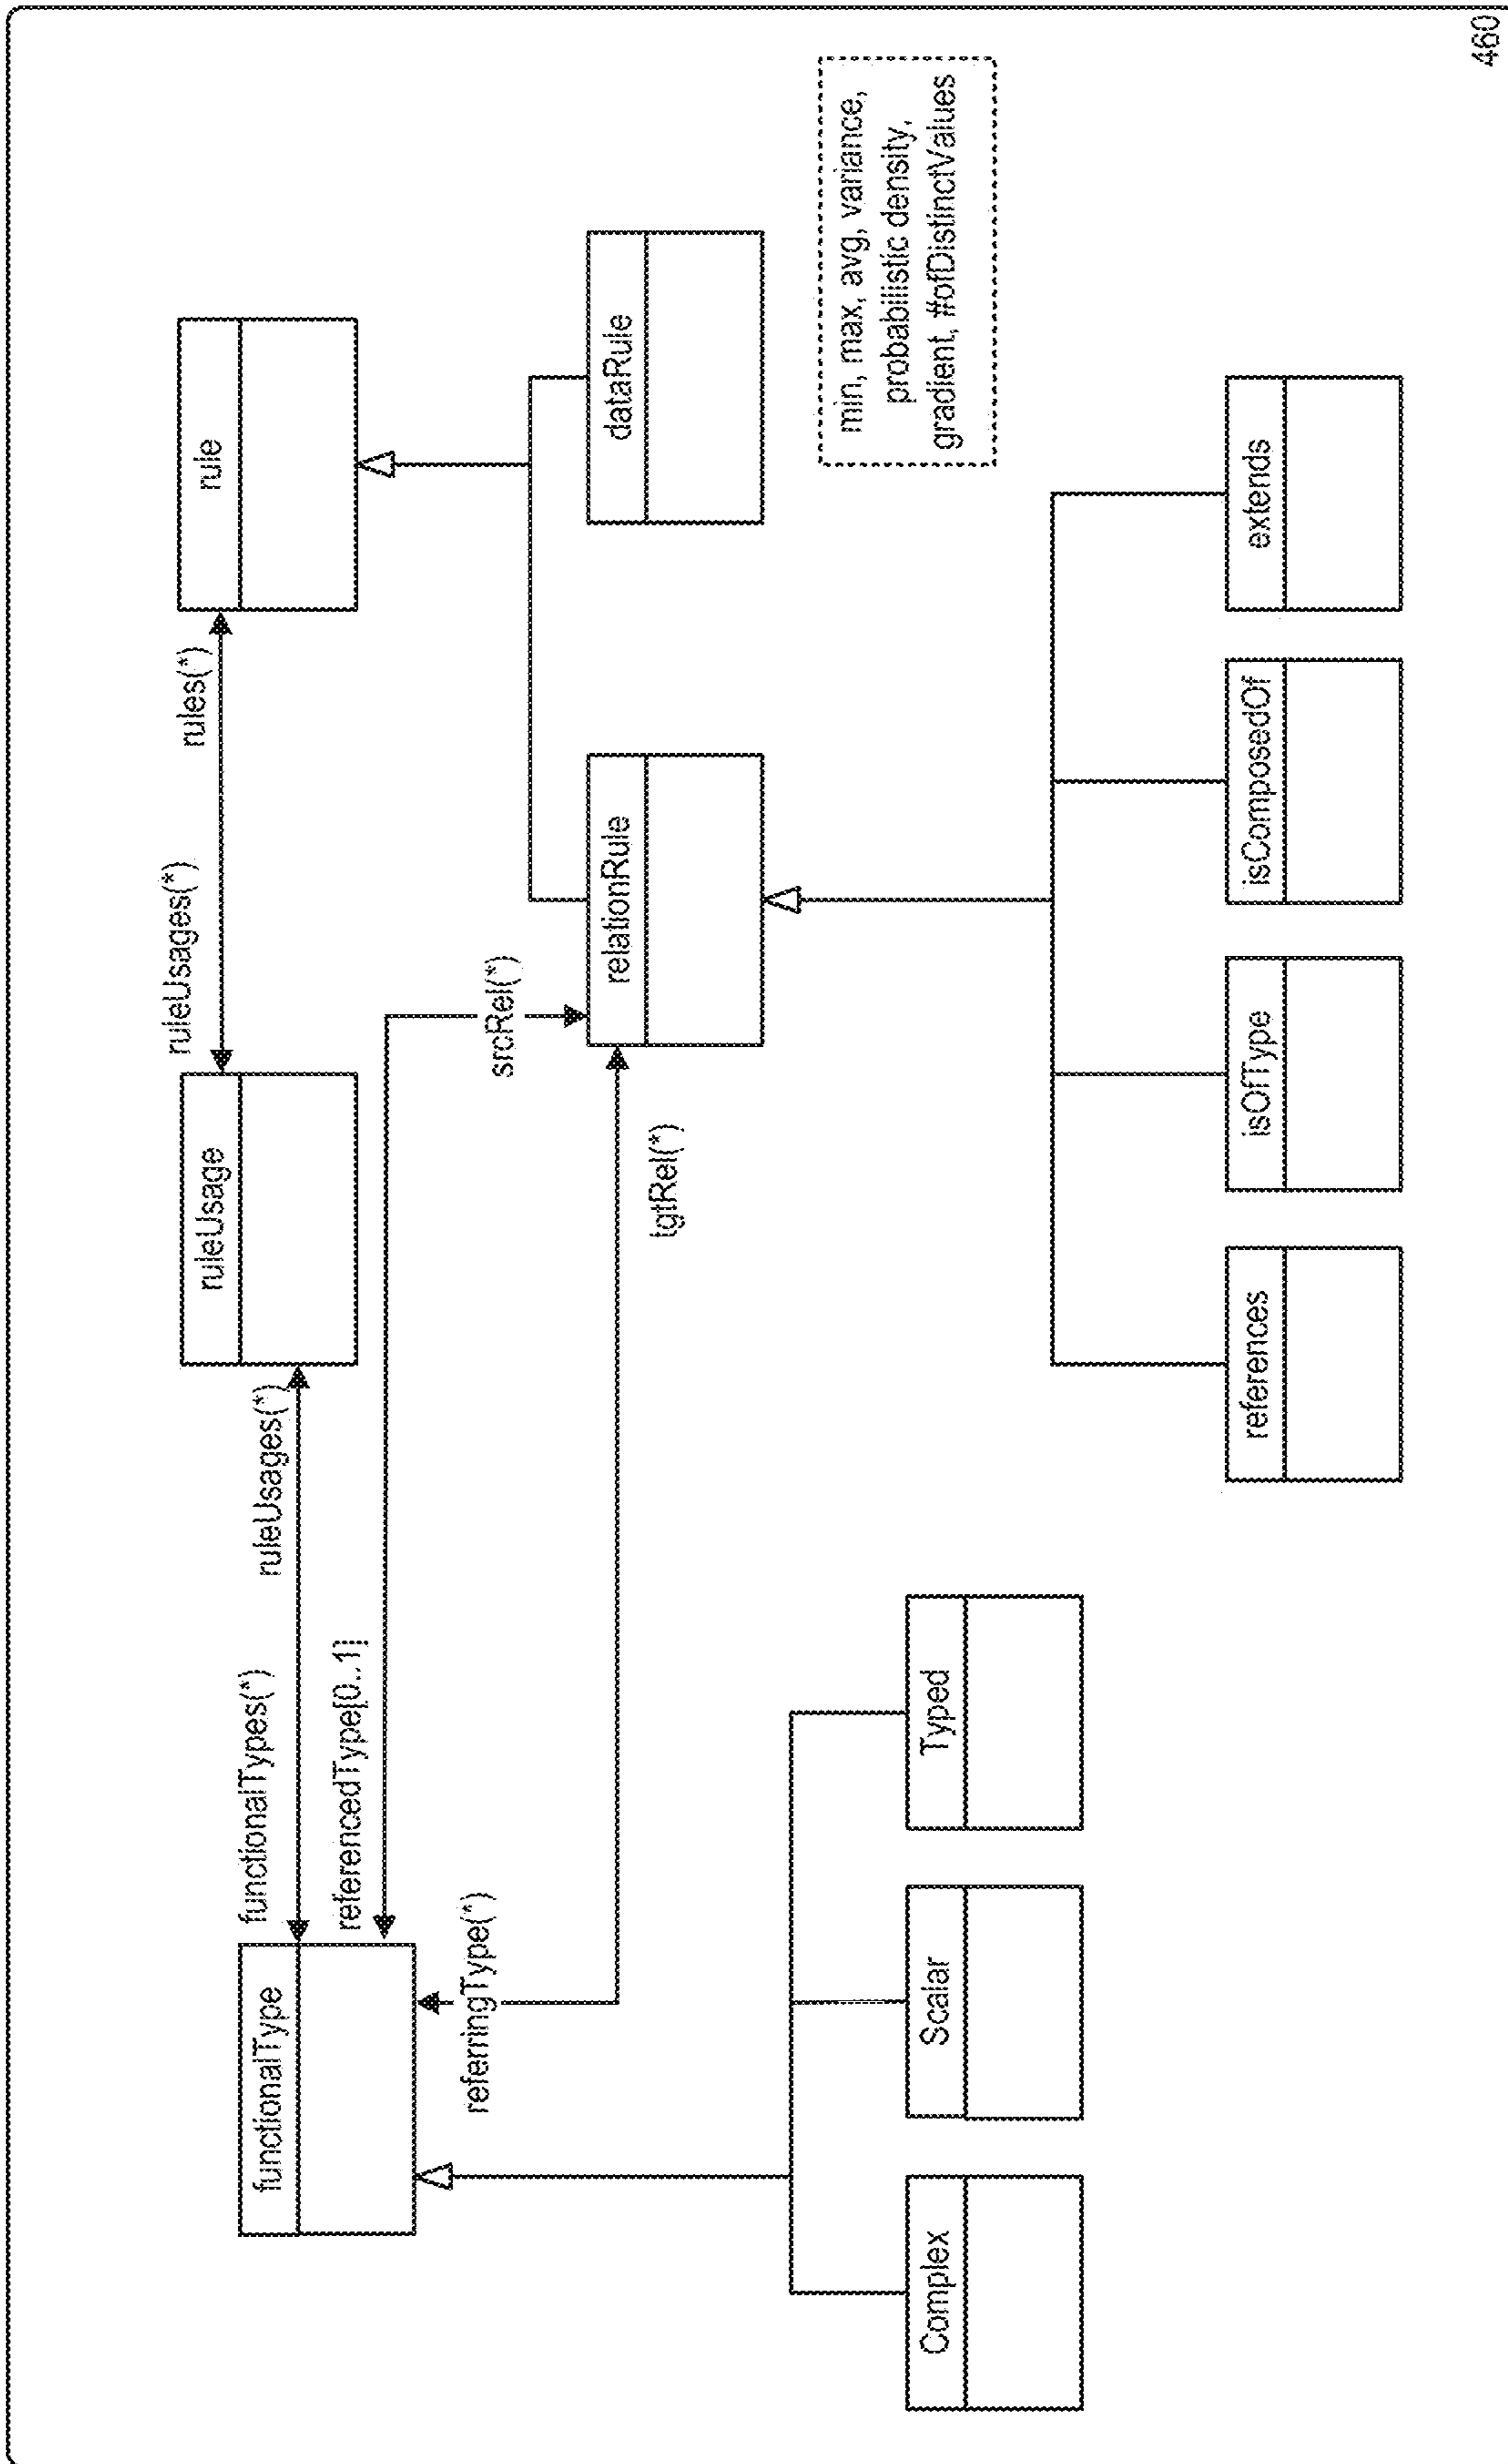 rule
rules(*)
ruleUsages(*)
ruleUsage
ruleUsages(*)
functionalTypes(*)
functionalType
referencedType[0..1]
referringType(*)
srcRel(*)
tgtRel(*)
relationRule
dataRule
min, max, avg, variance,
probabilistic density,
gradient, #ofDistinctValues
Complex
Scalar
Typed
references
isOfType
isComposedOf
extends
460